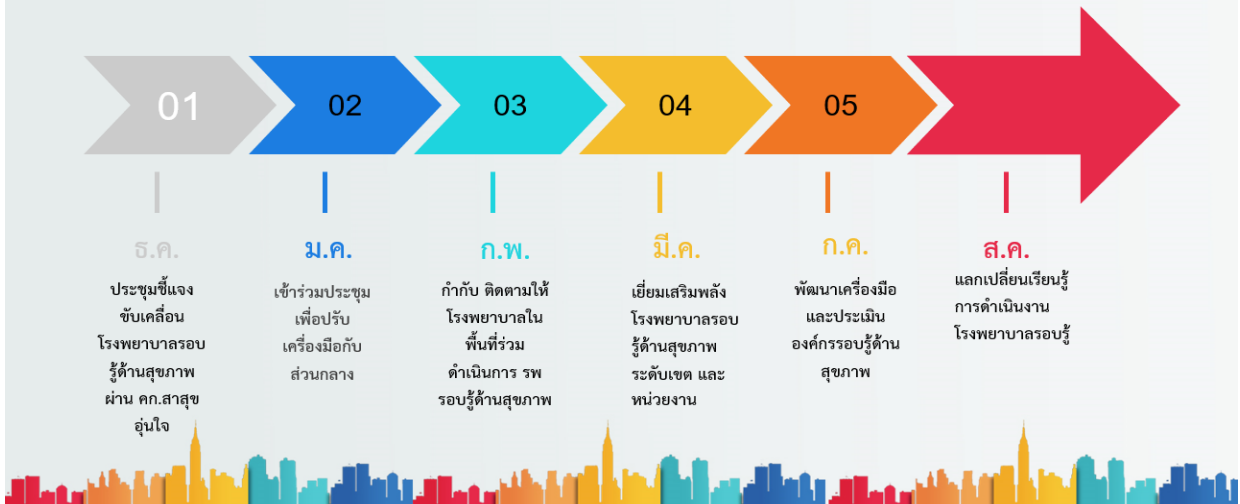 01
02
03
04
05
ธ.ค.
ประชุมชี้แจง
ขับเคลื่อน
โรงพยาบาลรอบ
รู้ด้านสุขภาพ
ผ่าน คก.สาสุข
อุ่นใจ
ม.ค.
เข้าร่วมประชุม
เพื่อปรับ
เครื่องมือกับ
ส่วนกลาง
ก.พ.
กำกับ ติดตามให้
โรงพยาบาลใน
พื้นที่ร่วม
ดำเนินการ รพ
รอบรู้ด้านสุขภาพ
มี.ค.
เยี่ยมเสริมพลัง
โรงพยาบาลรอบ
รู้ด้านสุขภาพ
ระดับเขต และ
หน่วยงาน
ก.ค.
พัฒนาเครื่องมือ
และประเมิน
องค์กรรอบรู้ด้าน
สุขภาพ
ส.ค.
แลกเปลี่ยนเรียนรู้
การดำเนินงาน
โรงพยาบาลรอบรู้